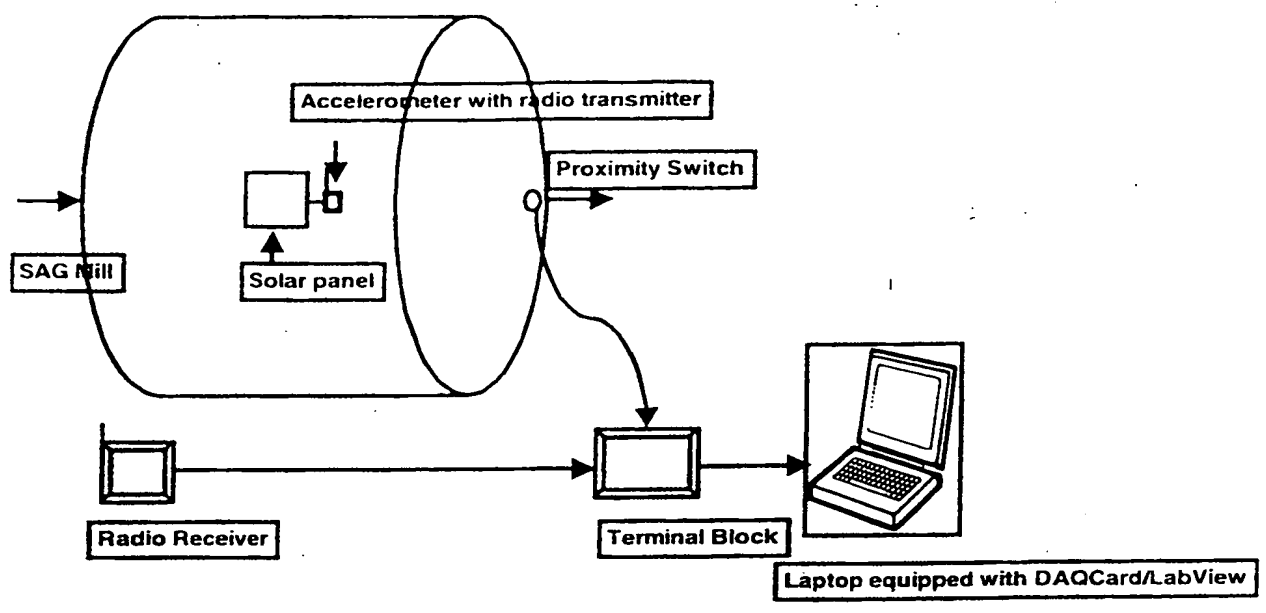 Accelerometer with radio transmitter
Proximity Switch
SAG Mill
Solar panel
Radio Receiver
Terminal Block
Laptop equipped with DAQCard/LabView